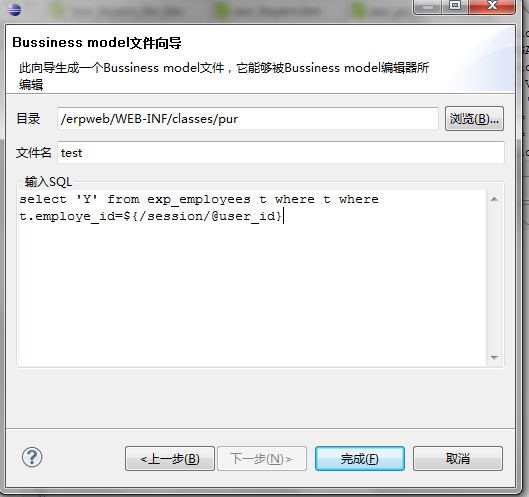 Bussiness model文件向导
此向导生成一个Bussiness model文件，它能够被Bussiness model编辑器所
编辑
目录 /erpweb/WEB-INF/classes/pur 浏览(B)...
文件名 test
输入SQL
select 'Y' from exp_employees t where t where
t.employe_id=${/session/@user_id}
<上一步(B) 下一步(N)> 完成(F) 取消